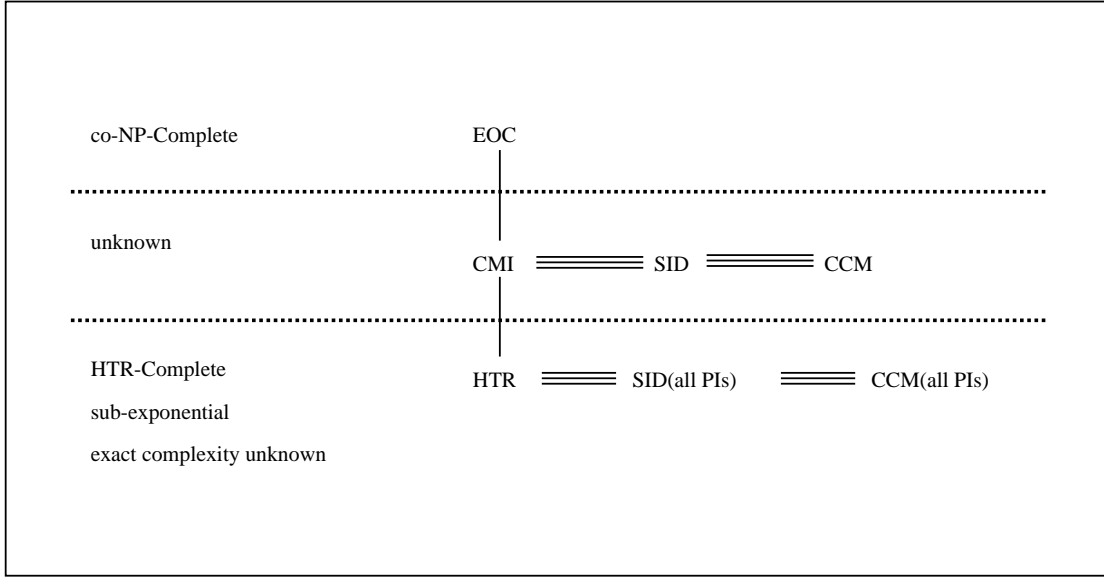 co-NP-Complete EOC
unknown
CMI SID CCM
HTR-Complete
HTR SID(all PIs) CCM(all PIs)
sub-exponential
exact complexity unknown